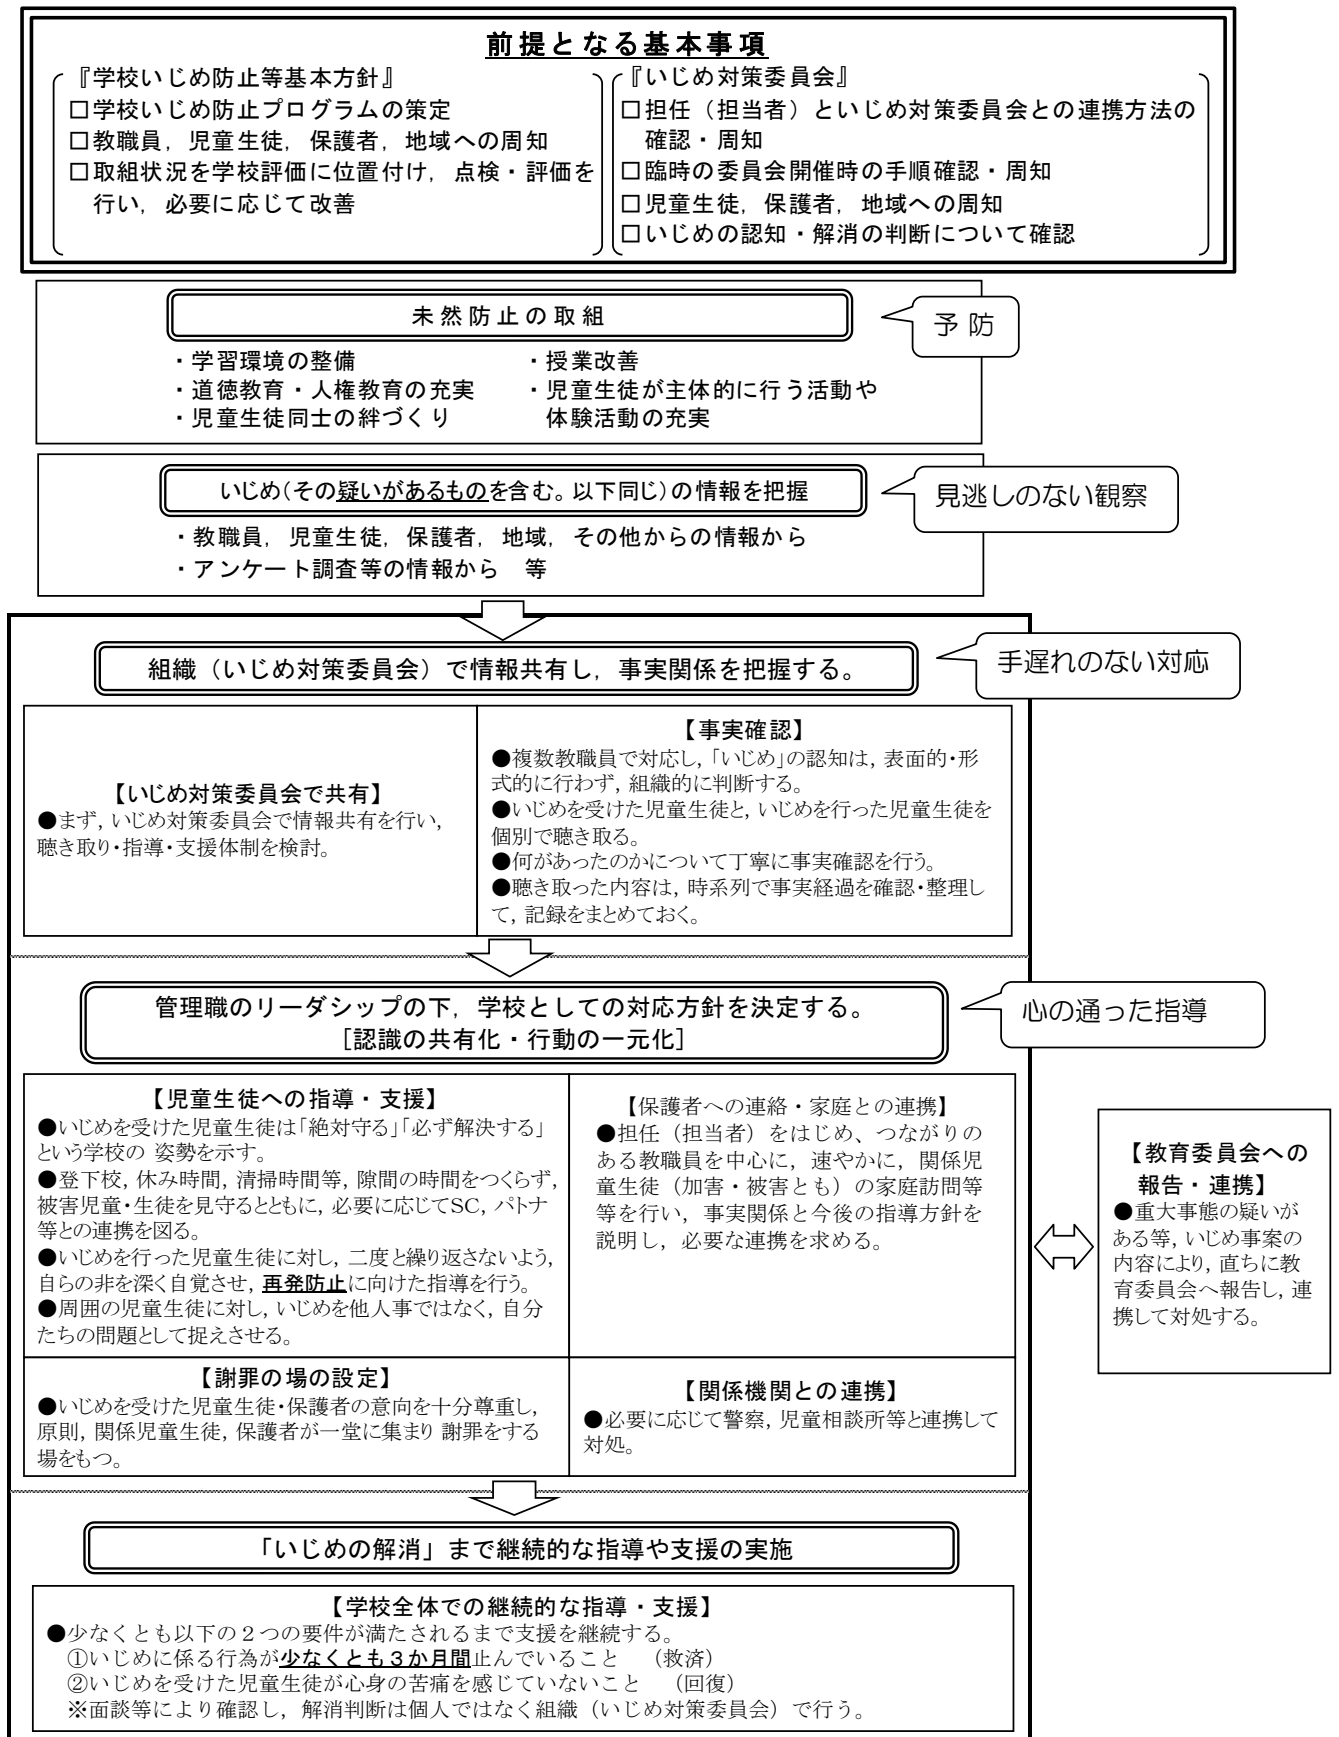 前提となる基本事項
『学校いじめ防止等基本方針』
□学校いじめ防止プログラムの策定
□教職員，児童生徒，保護者，地域への周知
□取組状況を学校評価に位置付け，点検・評価を
行い，必要に応じて改善
『いじめ対策委員会』
□担任（担当者）といじめ対策委員会との連携方法の
確認・周知
□臨時の委員会開催時の手順確認・周知
□児童生徒，保護者，地域への周知
□いじめの認知・解消の判断について確認
未然防止の取組
予 防
・学習環境の整備
・道徳教育・人権教育の充実
・児童生徒同士の絆づくり
・授業改善
・児童生徒が主体的に行う活動や
体験活動の充実
いじめ（その疑いがあるものを含む。以下同じ）の情報を把握
見逃しのない観察
・教職員，児童生徒，保護者，地域，その他からの情報から
・アンケート調査等の情報から　等
組織（いじめ対策委員会）で情報共有し，事実関係を把握する。
手遅れのない対応
【いじめ対策委員会で共有】
●まず，いじめ対策委員会で情報共有を行い，
聴き取り・指導・支援体制を検討。
【事実確認】
●複数教職員で対応し，「いじめ」の認知は，表面的・形
式的に行わず，組織的に判断する。
●いじめを受けた児童生徒と，いじめを行った児童生徒を
個別で聴き取る。
●何があったのかについて丁寧に事実確認を行う。
●聴き取った内容は，時系列で事実経過を確認・整理し
て，記録をまとめておく。
管理職のリーダシップの下，学校としての対応方針を決定する。
［認識の共有化・行動の一元化］
心の通った指導
【児童生徒への指導・支援】
●いじめを受けた児童生徒は「絶対守る」「必ず解決する」
という学校の 姿勢を示す。
●登下校，休み時間，清掃時間等，隙間の時間をつくらず，
被害児童・生徒を見守るとともに，必要に応じてSC，パトナ
等との連携を図る。
●いじめを行った児童生徒に対し，二度と繰り返さないよう，
自らの非を深く自覚させ，再発防止に向けた指導を行う。
●周囲の児童生徒に対し，いじめを他人事ではなく，自分
たちの問題として捉えさせる。
【保護者への連絡・家庭との連携】
●担任（担当者）をはじめ、つながりの
ある教職員を中心に，速やかに，関係児
童生徒（加害・被害とも）の家庭訪問等
等を行い，事実関係と今後の指導方針を
説明し，必要な連携を求める。
【教育委員会への
報告・連携】
●重大事態の疑いが
ある等，いじめ事案の
内容により，直ちに教
育委員会へ報告し，連
携して対処する。
【謝罪の場の設定】
●いじめを受けた児童生徒・保護者の意向を十分尊重し，
原則，関係児童生徒，保護者が一堂に集まり 謝罪をする
場をもつ。
【関係機関との連携】
●必要に応じて警察，児童相談所等と連携して
対処。
「いじめの解消」まで継続的な指導や支援の実施
【学校全体での継続的な指導・支援】
●少なくとも以下の２つの要件が満たされるまで支援を継続する。
①いじめに係る行為が少なくとも３か月間止んでいること　（救済）
②いじめを受けた児童生徒が心身の苦痛を感じていないこと　（回復）
※面談等により確認し，解消判断は個人ではなく組織（いじめ対策委員会）で行う。